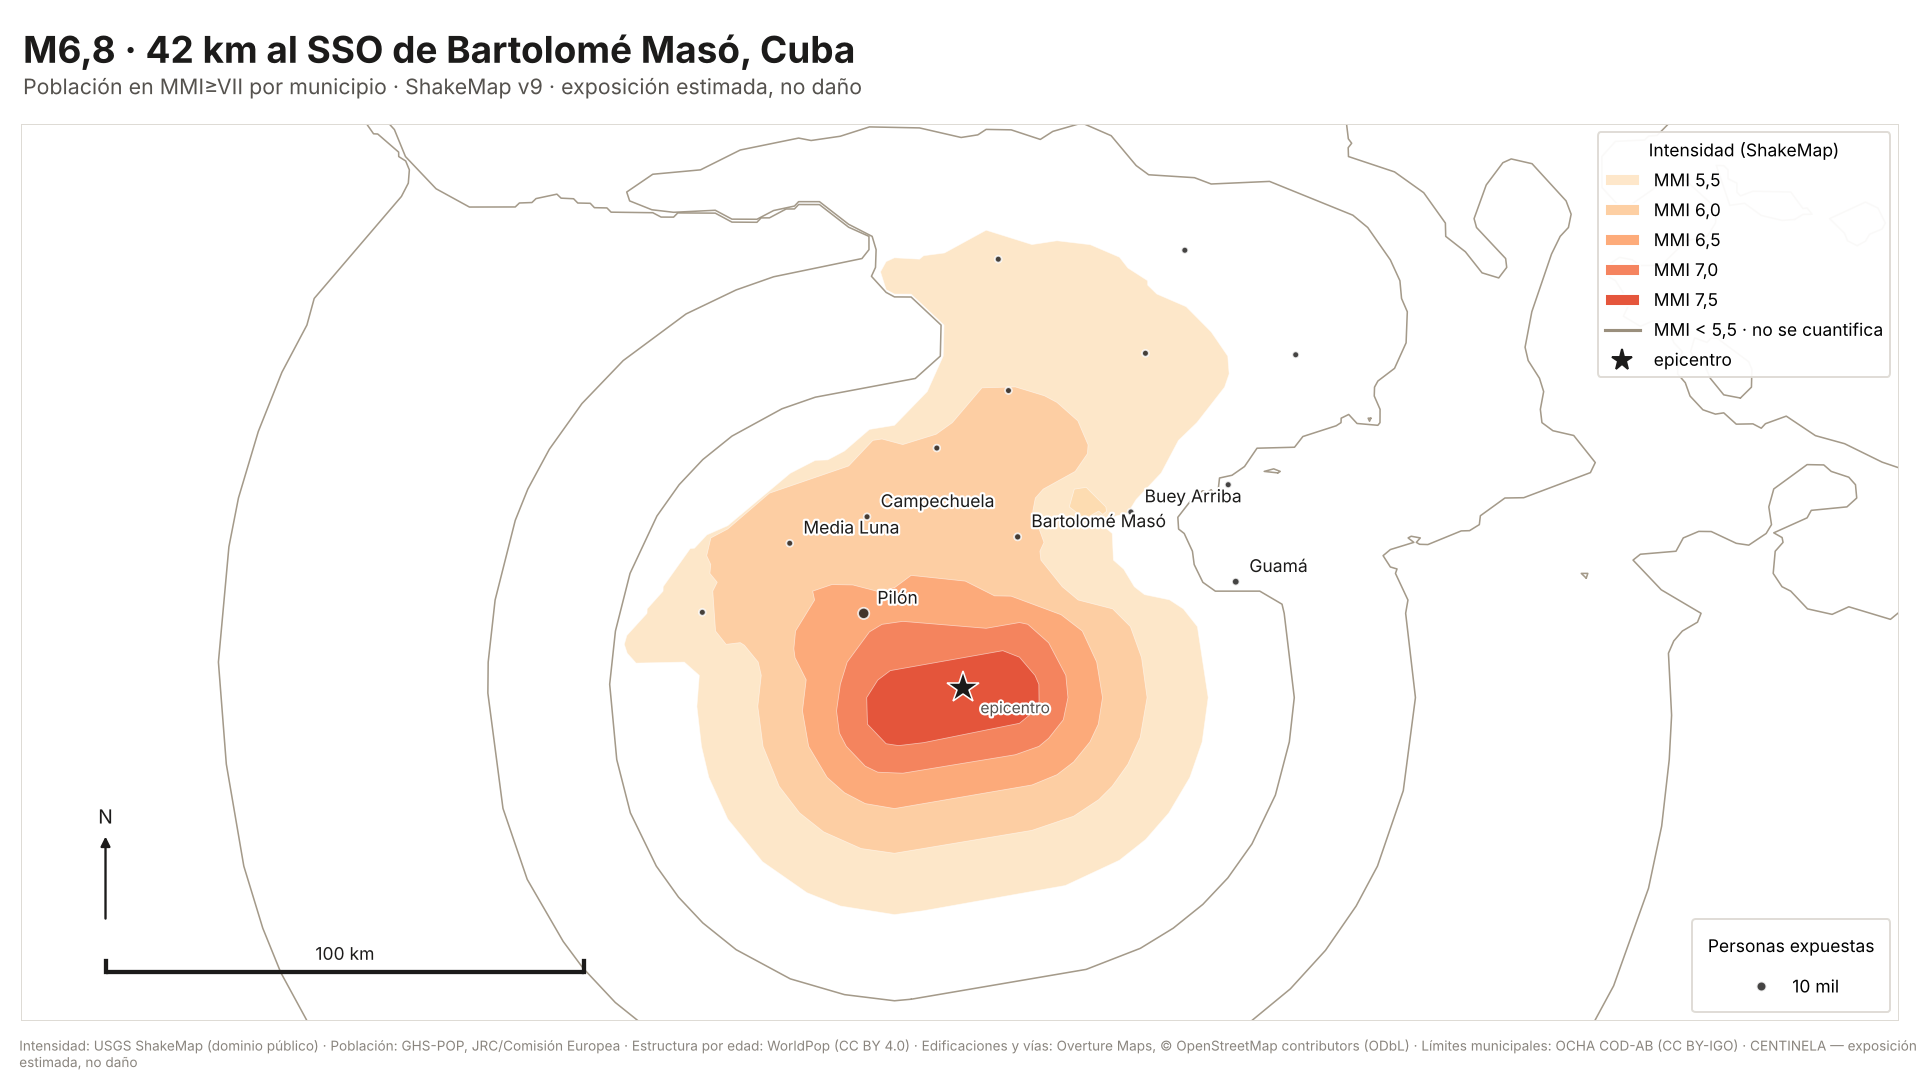 M6,8 · 42 km al SSO de Bartolomé Masó, Cuba
Población en MMI≥VII por municipio · ShakeMap v9 · exposición estimada, no daño
Intensidad (ShakeMap)
MMI 5,5
MMI 6,0
MMI 6,5
MMI 7,0
MMI 7,5
MMI < 5,5 · no se cuantifica
epicentro
Campechuela
Buey Arriba
Media Luna
Bartolomé Masó
Guamá
Pilón
epicentro
N
100 km
Personas expuestas
10 mil
Intensidad: USGS ShakeMap (dominio público) · Población: GHS-POP, JRC/Comisión Europea · Estructura por edad: WorldPop (CC BY 4.0) · Edificaciones y vías: Overture Maps, © OpenStreetMap contributors (ODbL) · Límites municipales: OCHA COD-AB (CC BY-IGO) · CENTINELA — exposición
estimada, no daño